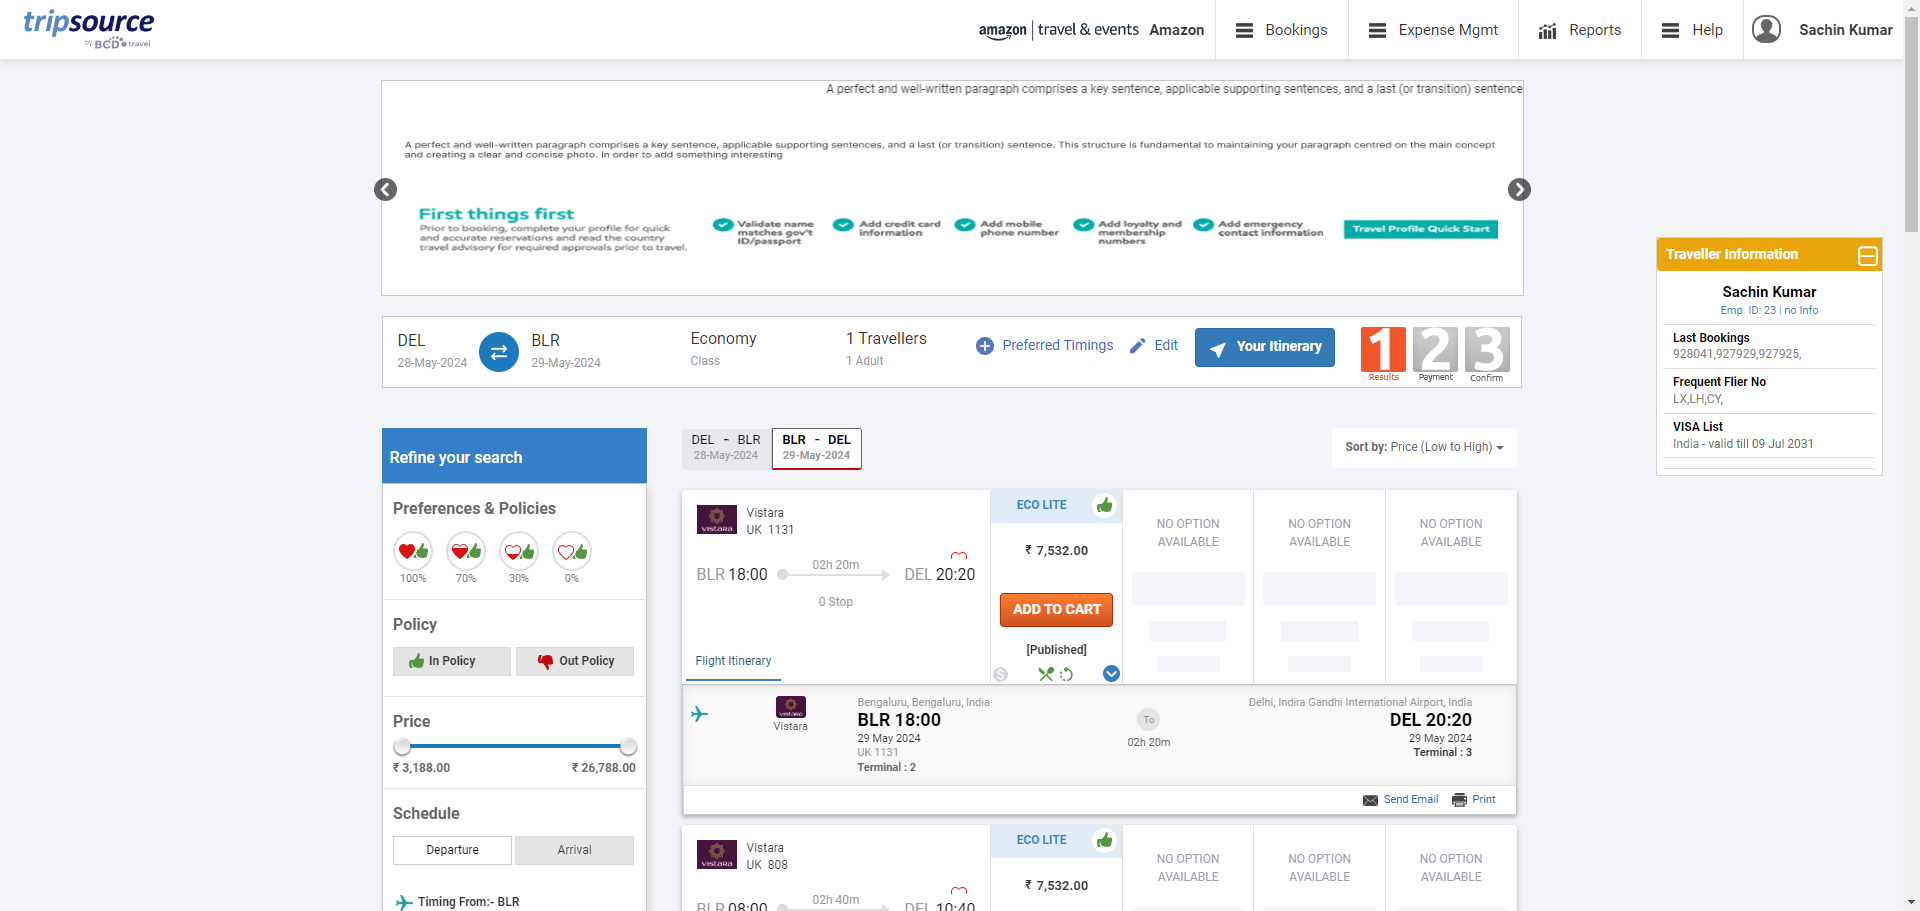 tripsource
by BCD travel
amazon | travel & events Amazon
Bookings
Expense Mgmt
Reports
Help
Sachin Kumar
A perfect and well-written paragraph comprises a key sentence, applicable supporting sentences, and a last (or transition) sentence
A perfect and well-written paragraph comprises a key sentence, applicable supporting sentences, and a last (or transition) sentence. This structure is fundamental to maintaining your paragraph centred on the main concept
and creating a clear and concise photo. In order to add something interesting
First things first
Prior to booking, complete your profile for quick
and accurate reservations and read the country
travel advisory for required approvals prior to travel.
Validate name
matches gov't
ID/passport
Add credit card
information
Add mobile
phone number
Add loyalty and
membership
numbers
Add emergency
contact information
Travel Profile Quick Start
Traveller Information
Sachin Kumar
Emp. ID: 23 | no Info
Last Bookings
928041,927929,927925,
Frequent Flier No
LX,LH,CY,
VISA List
India - valid till 09 Jul 2031
DEL
28-May-2024
BLR
29-May-2024
Economy
Class
1 Travellers
1 Adult
Preferred Timings
Edit
Your Itinerary
1
Results
2
Payment
3
Confirm
Refine your search
Preferences & Policies
100%
70%
30%
0%
Policy
In Policy
Out Policy
Price
₹ 3,188.00
₹ 26,788.00
Schedule
Departure
Arrival
Timing From:- BLR
DEL - BLR
28-May-2024
BLR - DEL
29-May-2024
Sort by: Price (Low to High)
VISTARA
Vistara
UK 1131
BLR 18:00
02h 20m
0 Stop
DEL 20:20
Flight Itinerary
ECO LITE
₹ 7,532.00
ADD TO CART
[Published]
$
NO OPTION
AVAILABLE
NO OPTION
AVAILABLE
NO OPTION
AVAILABLE
VISTARA
Vistara
Bengaluru, Bengaluru, India
BLR 18:00
29 May 2024
UK 1131
Terminal : 2
To
02h 20m
Delhi, Indira Gandhi International Airport, India
DEL 20:20
29 May 2024
Terminal : 3
Send Email
Print
VISTARA
Vistara
UK 808
BLR 08:00
02h 40m
DEL 10:40
ECO LITE
₹ 7,532.00
NO OPTION
AVAILABLE
NO OPTION
AVAILABLE
NO OPTION
AVAILABLE